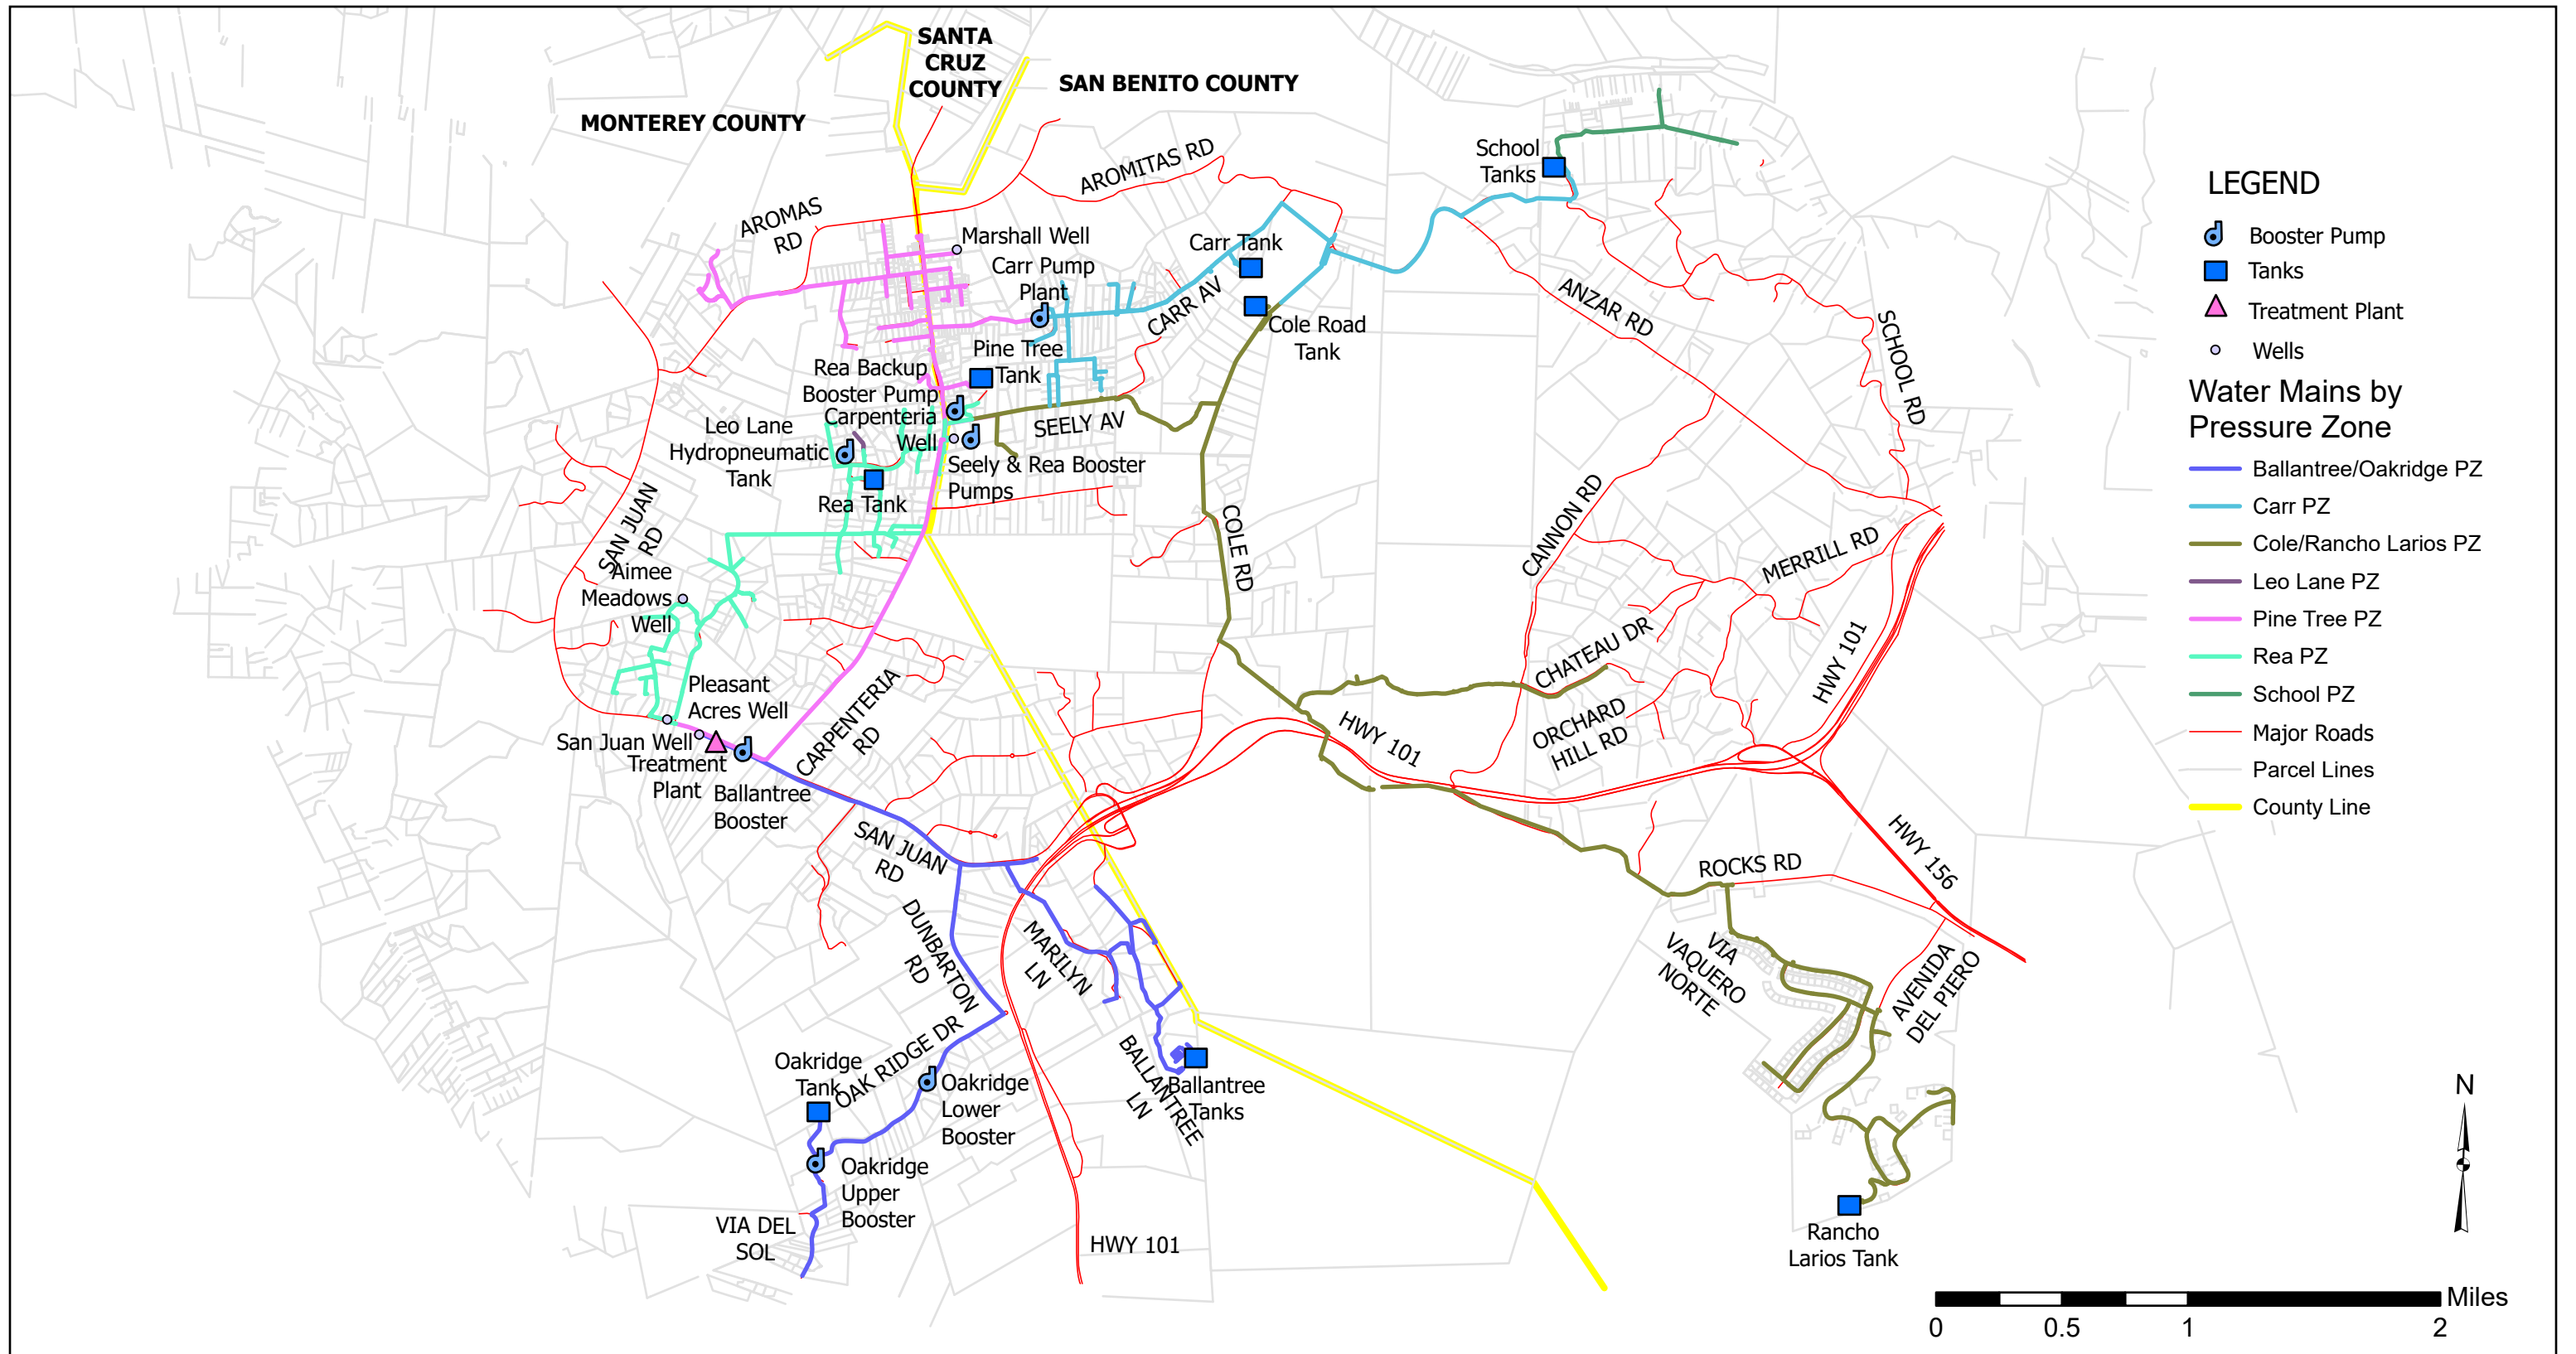 SANTA
CRUZ
COUNTY
SAN BENITO COUNTY
MONTEREY COUNTY
AROMITAS RD
School
Tanks
AROMAS
RD
Marshall Well
Carr Tank
Carr Pump
Plant
CARR AV
Cole Road
Tank
ANZAR RD
SCHOOL RD
Pine Tree
Tank
Rea Backup
Booster Pump
Carpenteria
Well
SEELY AV
Leo Lane
Hydropneumatic
Tank
Seely & Rea Booster
Pumps
Rea Tank
SAN JUAN
RD
COLE RD
CANNON RD
MERRILL RD
Aimee
Meadows
Well
CHATEAU DR
HWY 101
Pleasant
Acres Well
CARPENTERIA
RD
ORCHARD
HILL RD
HWY 101
San Juan Well
Treatment
Plant
Ballantree
Booster
SAN JUAN
RD
HWY 156
ROCKS RD
DUNBARTON
RD
MARILYN
LN
VIA
VAQUERO
NORTE
AVENIDA
DEL PIERO
OAK RIDGE DR
Oakridge
Tank
Oakridge
Lower
Booster
BALLANTREE
LN
Ballantree
Tanks
Oakridge
Upper
Booster
VIA DEL
SOL
HWY 101
Rancho
Larios Tank
LEGEND
Booster Pump
Tanks
Treatment Plant
Wells
Water Mains by
Pressure Zone
Ballantree/Oakridge PZ
Carr PZ
Cole/Rancho Larios PZ
Leo Lane PZ
Pine Tree PZ
Rea PZ
School PZ
Major Roads
Parcel Lines
County Line
N
Miles
0 0.5 1 2